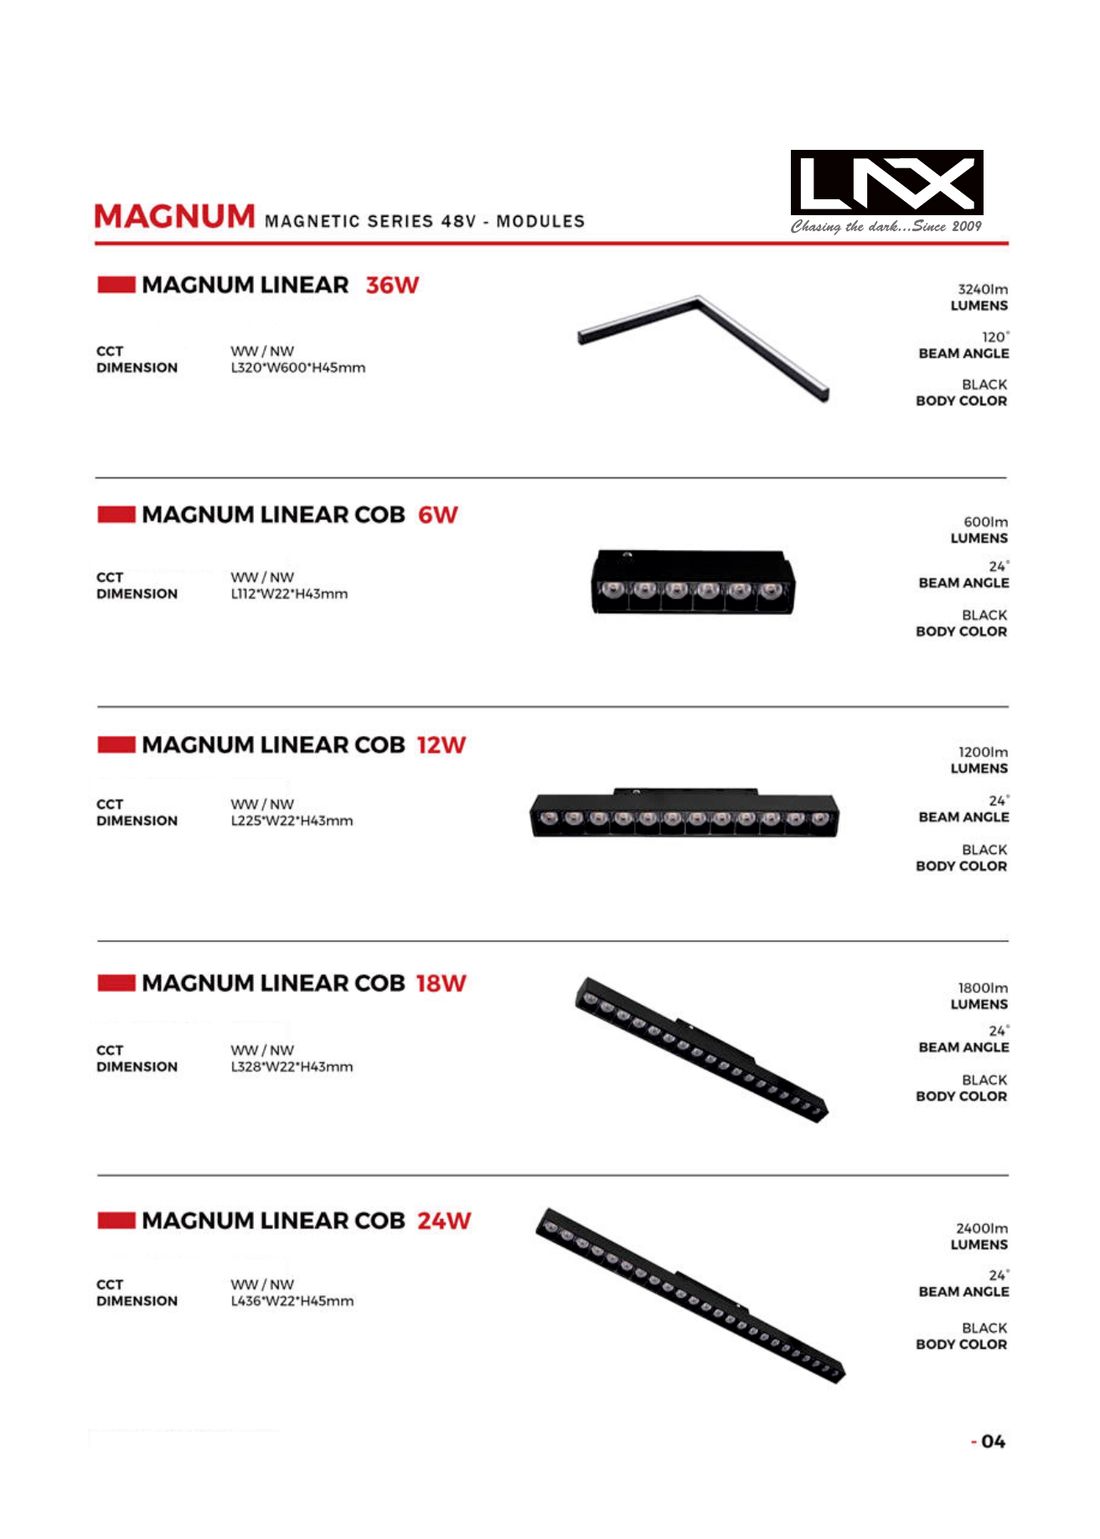 LNX
Chasing the dark...Since 2009
MAGNUM MAGNETIC SERIES 48V - MODULES
MAGNUM LINEAR 36W
CCT WW / NW
DIMENSION L320*W600*H45mm
3240lm
LUMENS
120°
BEAM ANGLE
BLACK
BODY COLOR
MAGNUM LINEAR COB 6W
CCT WW / NW
DIMENSION L112*W22*H43mm
600lm
LUMENS
24°
BEAM ANGLE
BLACK
BODY COLOR
MAGNUM LINEAR COB 12W
CCT WW / NW
DIMENSION L225*W22*H43mm
1200lm
LUMENS
24°
BEAM ANGLE
BLACK
BODY COLOR
MAGNUM LINEAR COB 18W
CCT WW / NW
DIMENSION L328*W22*H43mm
1800lm
LUMENS
24°
BEAM ANGLE
BLACK
BODY COLOR
MAGNUM LINEAR COB 24W
CCT WW / NW
DIMENSION L436*W22*H45mm
2400lm
LUMENS
24°
BEAM ANGLE
BLACK
BODY COLOR
- 04